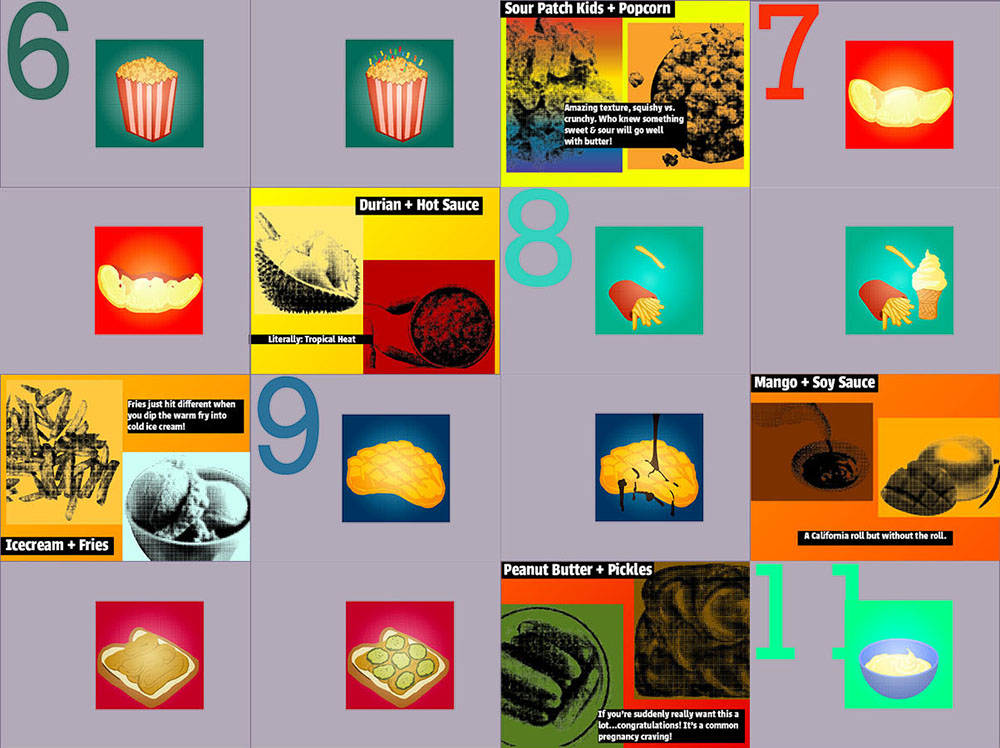 6
Sour Patch Kids + Popcorn
Amazing texture, squishy vs.
crunchy. Who knew something
sweet & sour will go well
with butter!
7
Durian + Hot Sauce
Literally: Tropical Heat
8
Fries just hit different when
you dip the warm fry into
cold ice cream!
Icecream + Fries
9
Mango + Soy Sauce
A California roll but without the roll.
Peanut Butter + Pickles
If you're suddenly really want this a
lot...congratulations! It's a common
pregnancy craving!
11